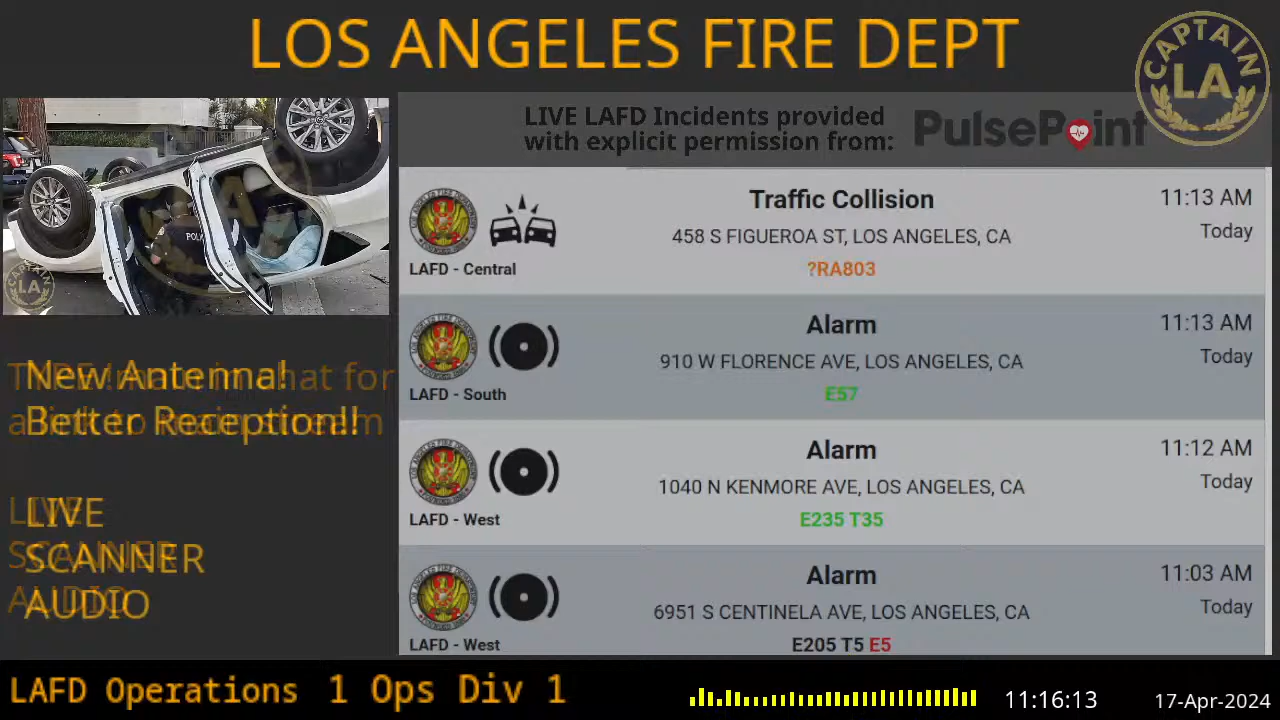 LOS ANGELES FIRE DEPT
CAPTAIN
LA
LIVE LAFD Incidents provided
with explicit permission from:
PulsePoint
Traffic Collision
11:13 AM
458 S FIGUEROA ST, LOS ANGELES, CA
Today
LAFD - Central
?RA803
Alarm
11:13 AM
910 W FLORENCE AVE, LOS ANGELES, CA
Today
LAFD - South
E57
Alarm
11:12 AM
1040 N KENMORE AVE, LOS ANGELES, CA
Today
LAFD - West
E235 T35
Alarm
11:03 AM
6951 S CENTINELA AVE, LOS ANGELES, CA
Today
LAFD - West
E205 T5 E5
CAPTAIN
LA
New Antenna!
Better Reception!!
LIVE
SCANNER
AUDIO
LAFD Operations 1 Ops Div 1
11:16:13
17-Apr-2024